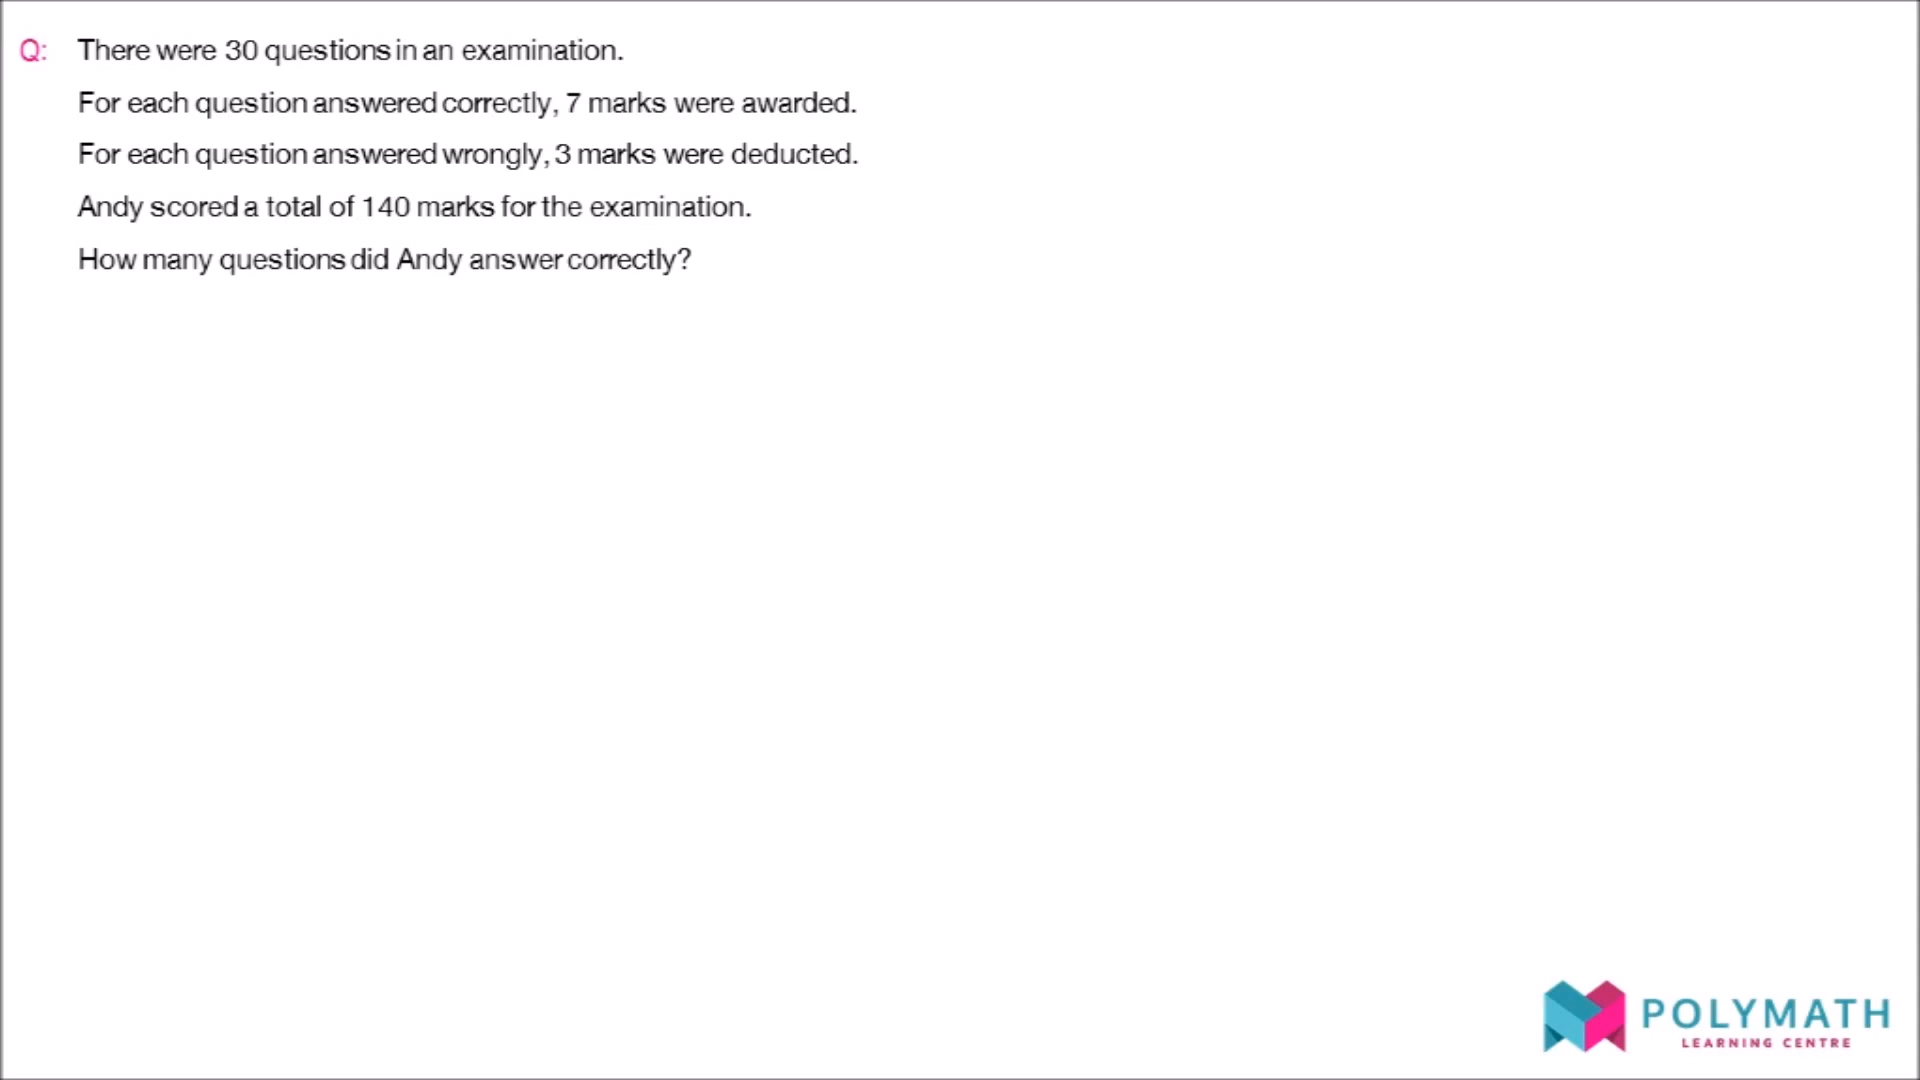 Q: There were 30 questions in an examination.
For each question answered correctly, 7 marks were awarded.
For each question answered wrongly, 3 marks were deducted.
Andy scored a total of 140 marks for the examination.
How many questions did Andy answer correctly?
POLYMATH
LEARNING CENTRE